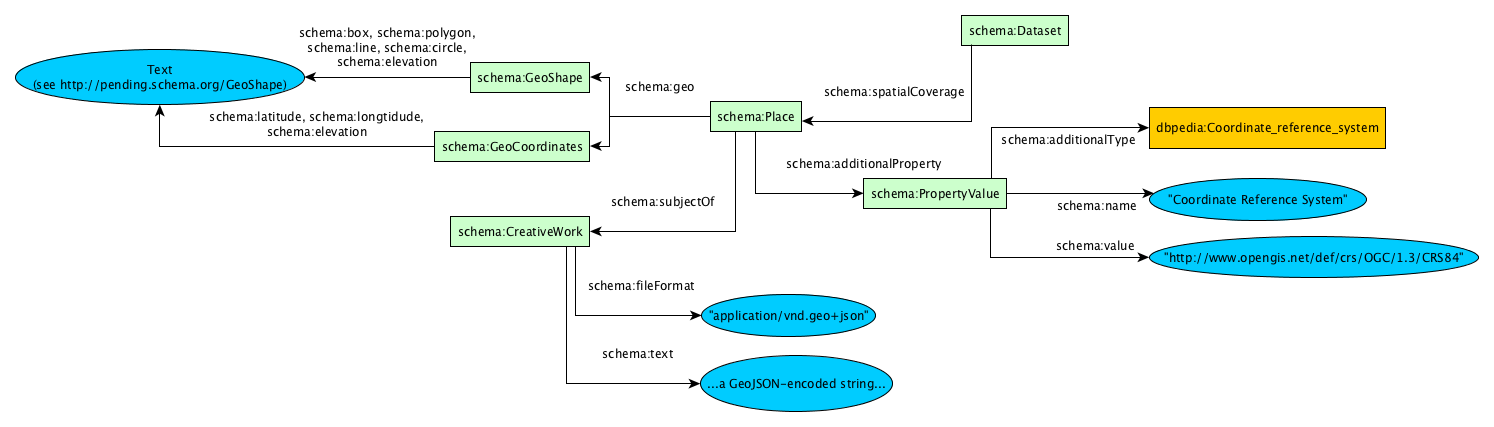 schema:box, schema:polygon,
schema:line, schema:circle,
schema:elevation
schema:Dataset
Text
(see http://pending.schema.org/GeoShape)
schema:GeoShape
schema:geo
schema:spatialCoverage
schema:latitude, schema:longtidude,
schema:elevation
schema:Place
schema:GeoCoordinates
dbpedia:Coordinate_reference_system
schema:additionalType
schema:additionalProperty
schema:PropertyValue
"Coordinate Reference System"
schema:name
schema:subjectOf
schema:CreativeWork
schema:value
"http://www.opengis.net/def/crs/OGC/1.3/CRS84"
schema:fileFormat
"application/vnd.geo+json"
schema:text
...a GeoJSON-encoded string...